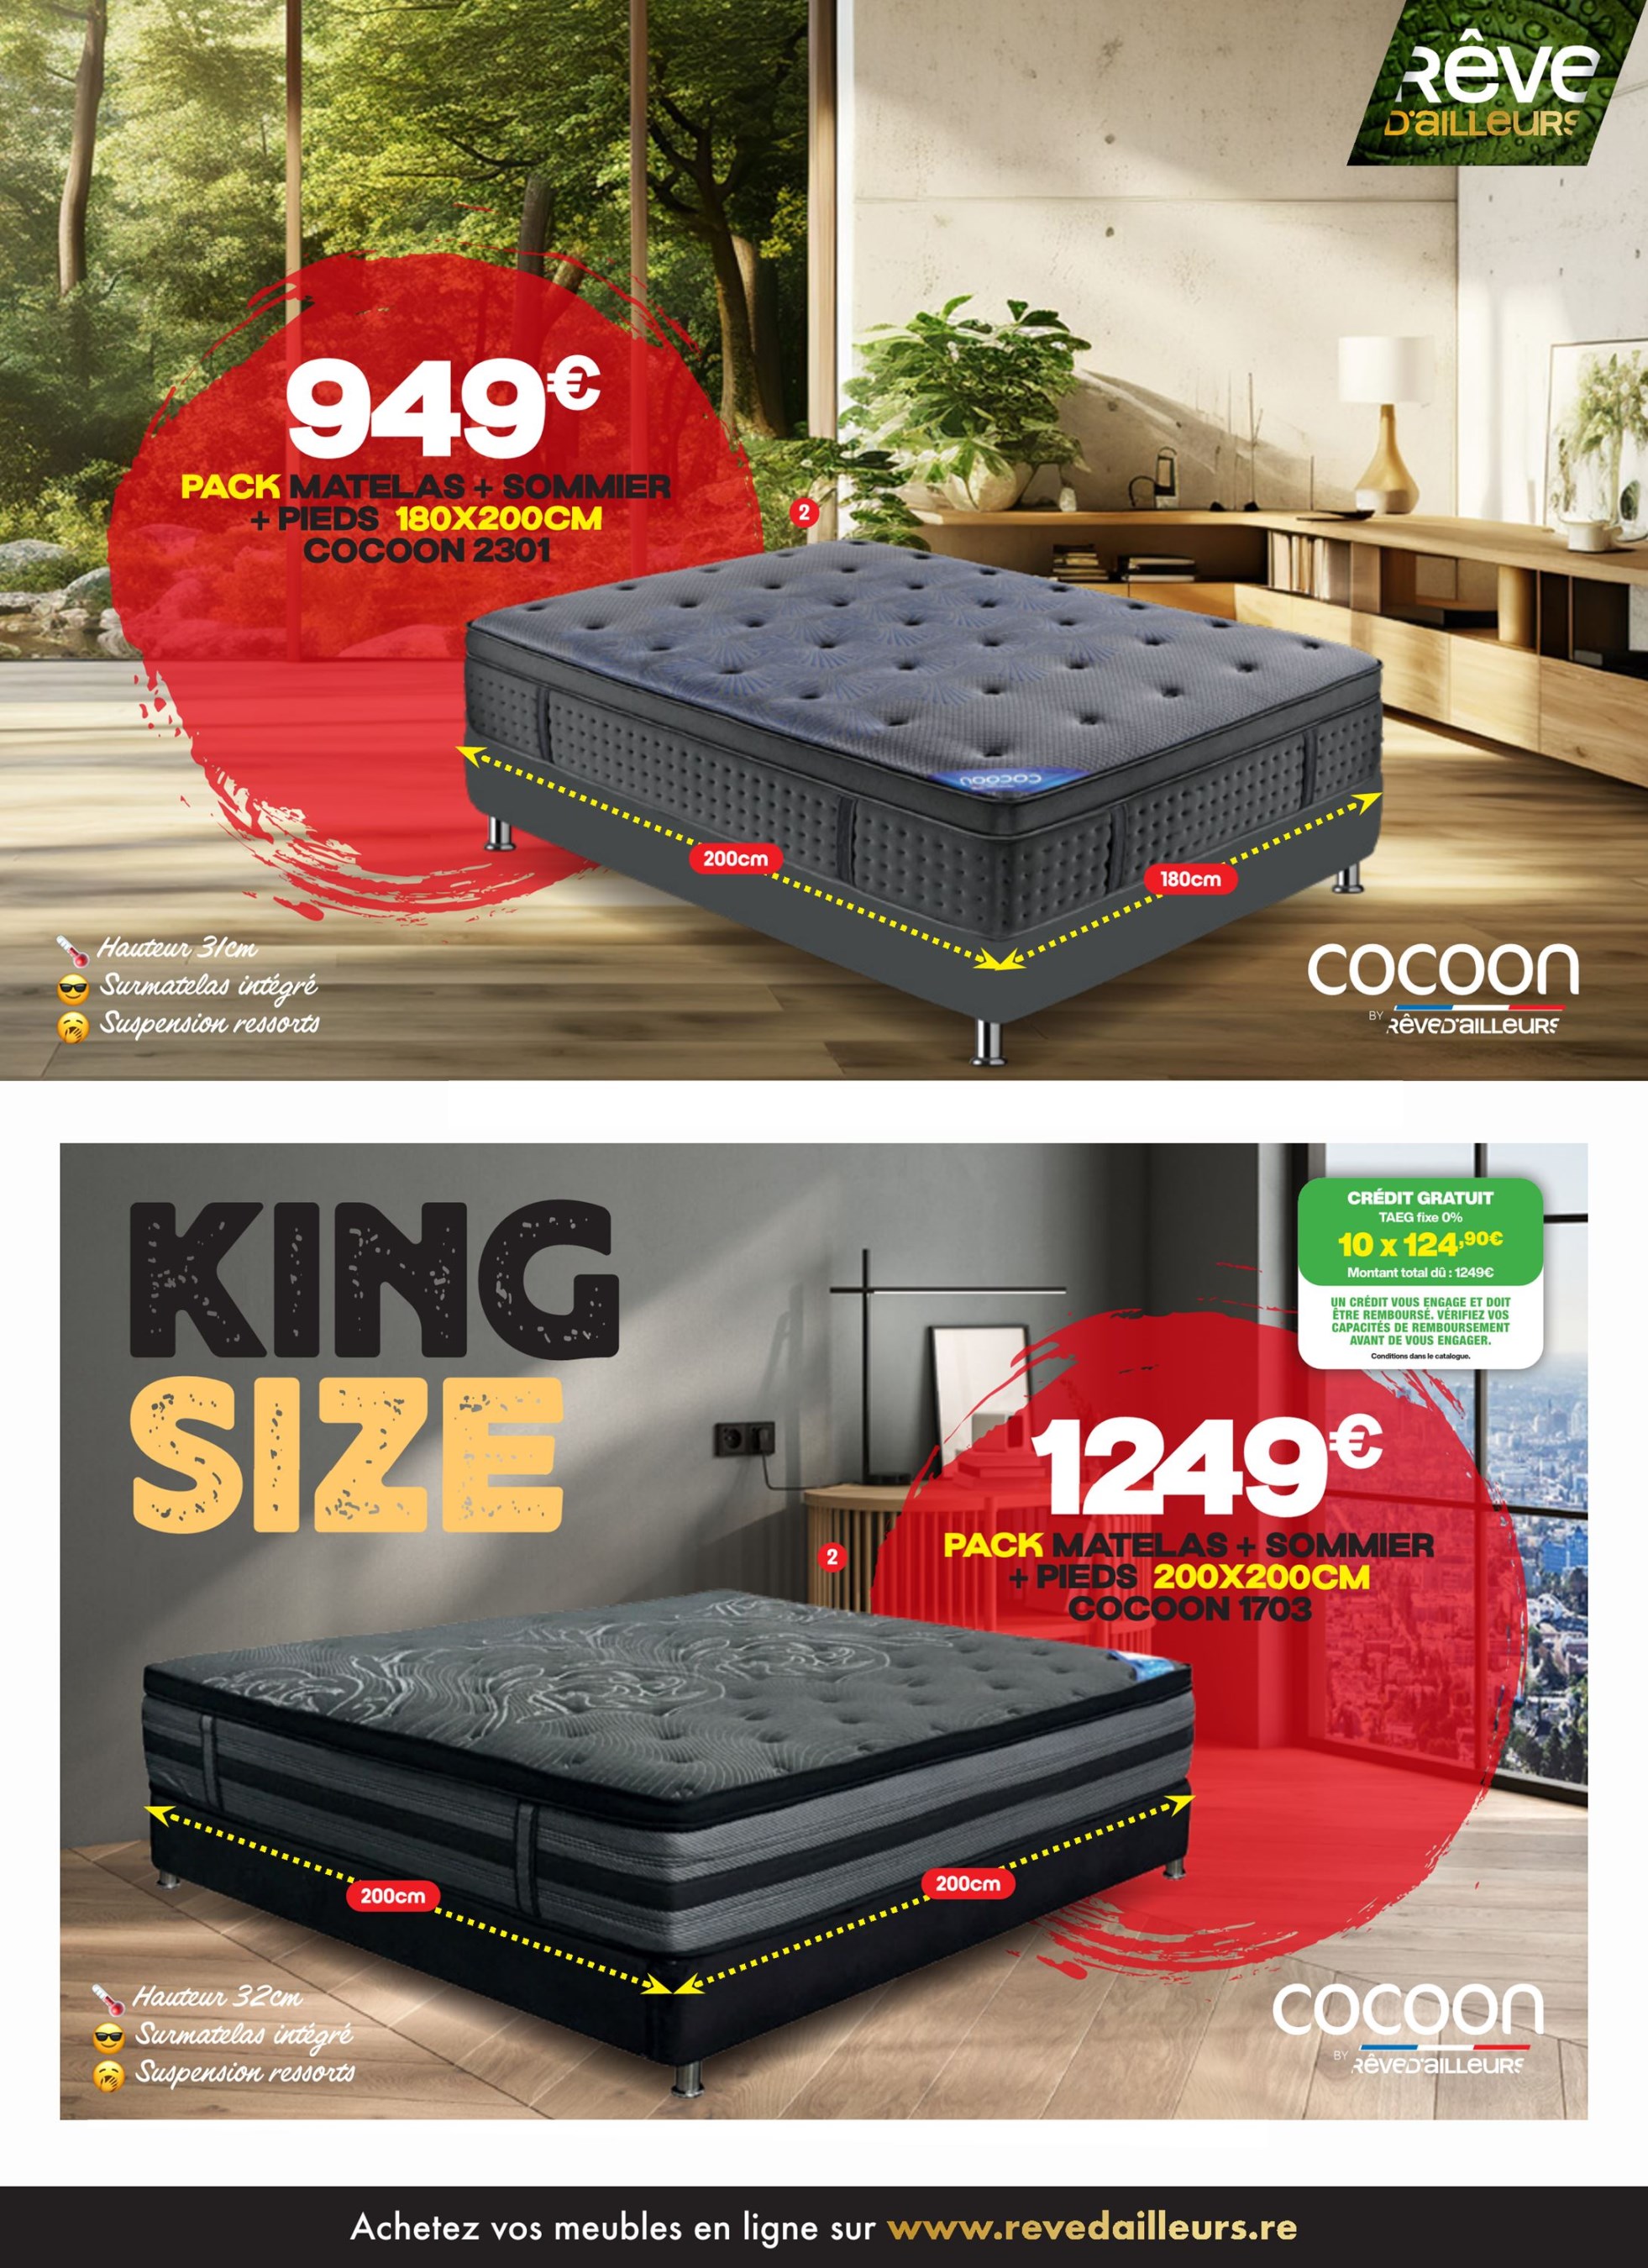 RÊVE
D'AILLEURS
949€
PACK MATELAS + SOMMIER
+ PIEDS 180X200CM
COCOON 2301
2
cocoon
200cm
180cm
Hauteur 31cm
Surmatelas intégré
Suspension ressorts
cocoon
BY RÊVED'AILLEURS
KING
SIZE
CRÉDIT GRATUIT
TAEG fixe 0%
10 x 124,90€
Montant total dû : 1249€
UN CRÉDIT VOUS ENGAGE ET DOIT
ÊTRE REMBOURSÉ. VÉRIFIEZ VOS
CAPACITÉS DE REMBOURSEMENT
AVANT DE VOUS ENGAGER.
Conditions dans le catalogue.
1249€
PACK MATELAS + SOMMIER
+ PIEDS 200X200CM
COCOON 1703
2
200cm
200cm
Hauteur 32cm
Surmatelas intégré
Suspension ressorts
cocoon
BY RÊVED'AILLEURS
Achetez vos meubles en ligne sur www.revedailleurs.re